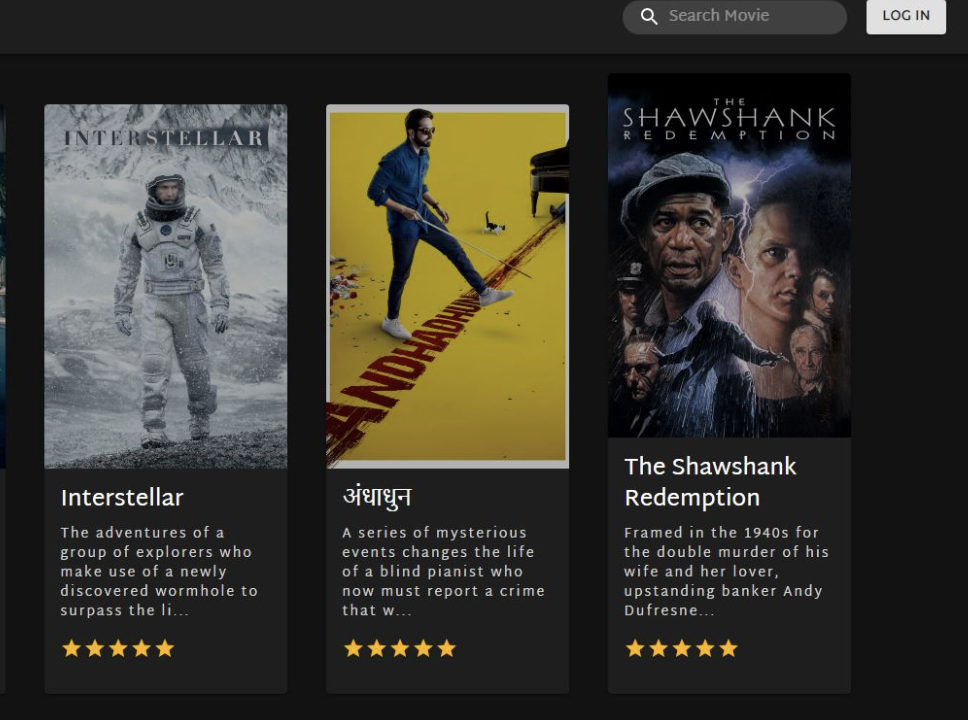 Search Movie
LOG IN
INTERSTELLAR
ANDHADHUN
THE
SHAWSHANK
REDEMPTION
Interstellar
The adventures of a
group of explorers who
make use of a newly
discovered wormhole to
surpass the li...
अंधाधुन
A series of mysterious
events changes the life
of a blind pianist who
now must report a crime
that w...
The Shawshank
Redemption
Framed in the 1940s for
the double murder of his
wife and her lover,
upstanding banker Andy
Dufresne...